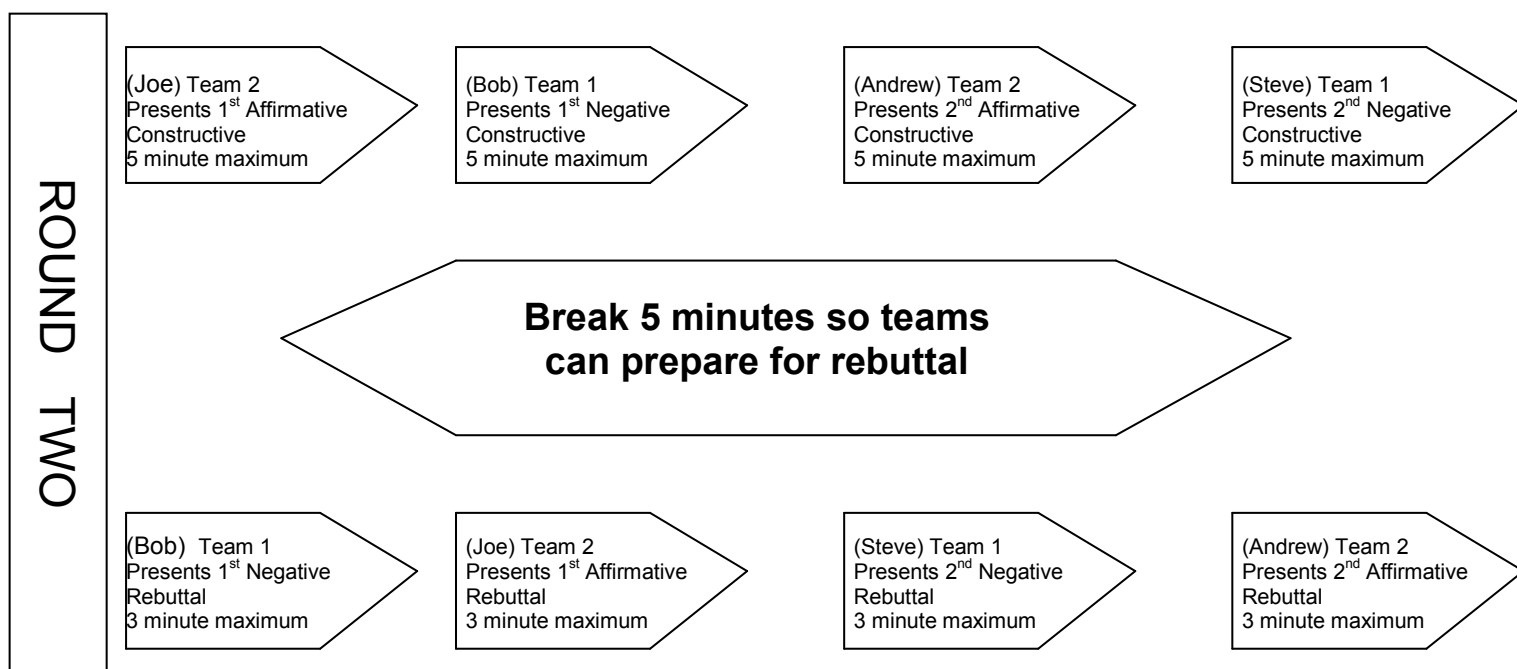 ROUND TWO
(Joe) Team 2
Presents 1st Affirmative
Constructive
5 minute maximum
(Bob) Team 1
Presents 1st Negative
Constructive
5 minute maximum
(Andrew) Team 2
Presents 2nd Affirmative
Constructive
5 minute maximum
(Steve) Team 1
Presents 2nd Negative
Constructive
5 minute maximum
Break 5 minutes so teams
can prepare for rebuttal
(Bob) Team 1
Presents 1st Negative
Rebuttal
3 minute maximum
(Joe) Team 2
Presents 1st Affirmative
Rebuttal
3 minute maximum
(Steve) Team 1
Presents 2nd Negative
Rebuttal
3 minute maximum
(Andrew) Team 2
Presents 2nd Affirmative
Rebuttal
3 minute maximum